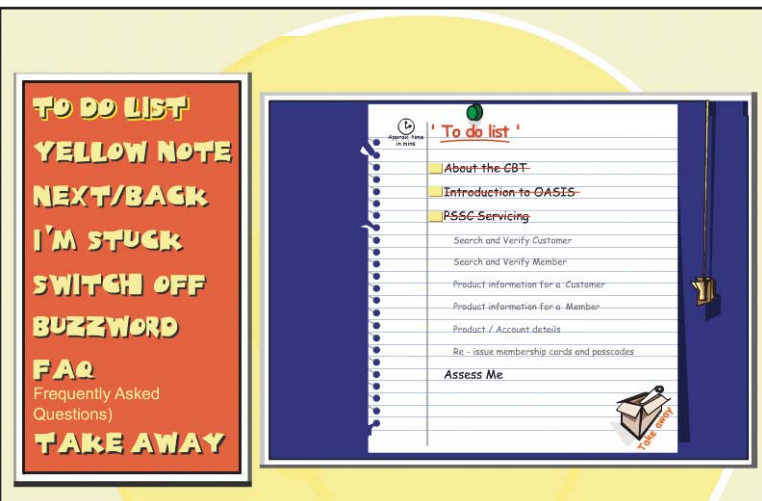 TO DO LIST
YELLOW NOTE
NEXT/BACK
I'M STUCK
SWITCH OFF
BUZZWORD
FAQ
Frequently Asked
Questions)
TAKE AWAY
Approx. time
in mins
' To do list '
About the CBT
Introduction to OASIS
PSSC Servicing
Search and Verify Customer
Search and Verify Member
Product information for a Customer
Product information for a Member
Product / Account details
Re - issue membership cards and passcodes
Assess Me
Take away